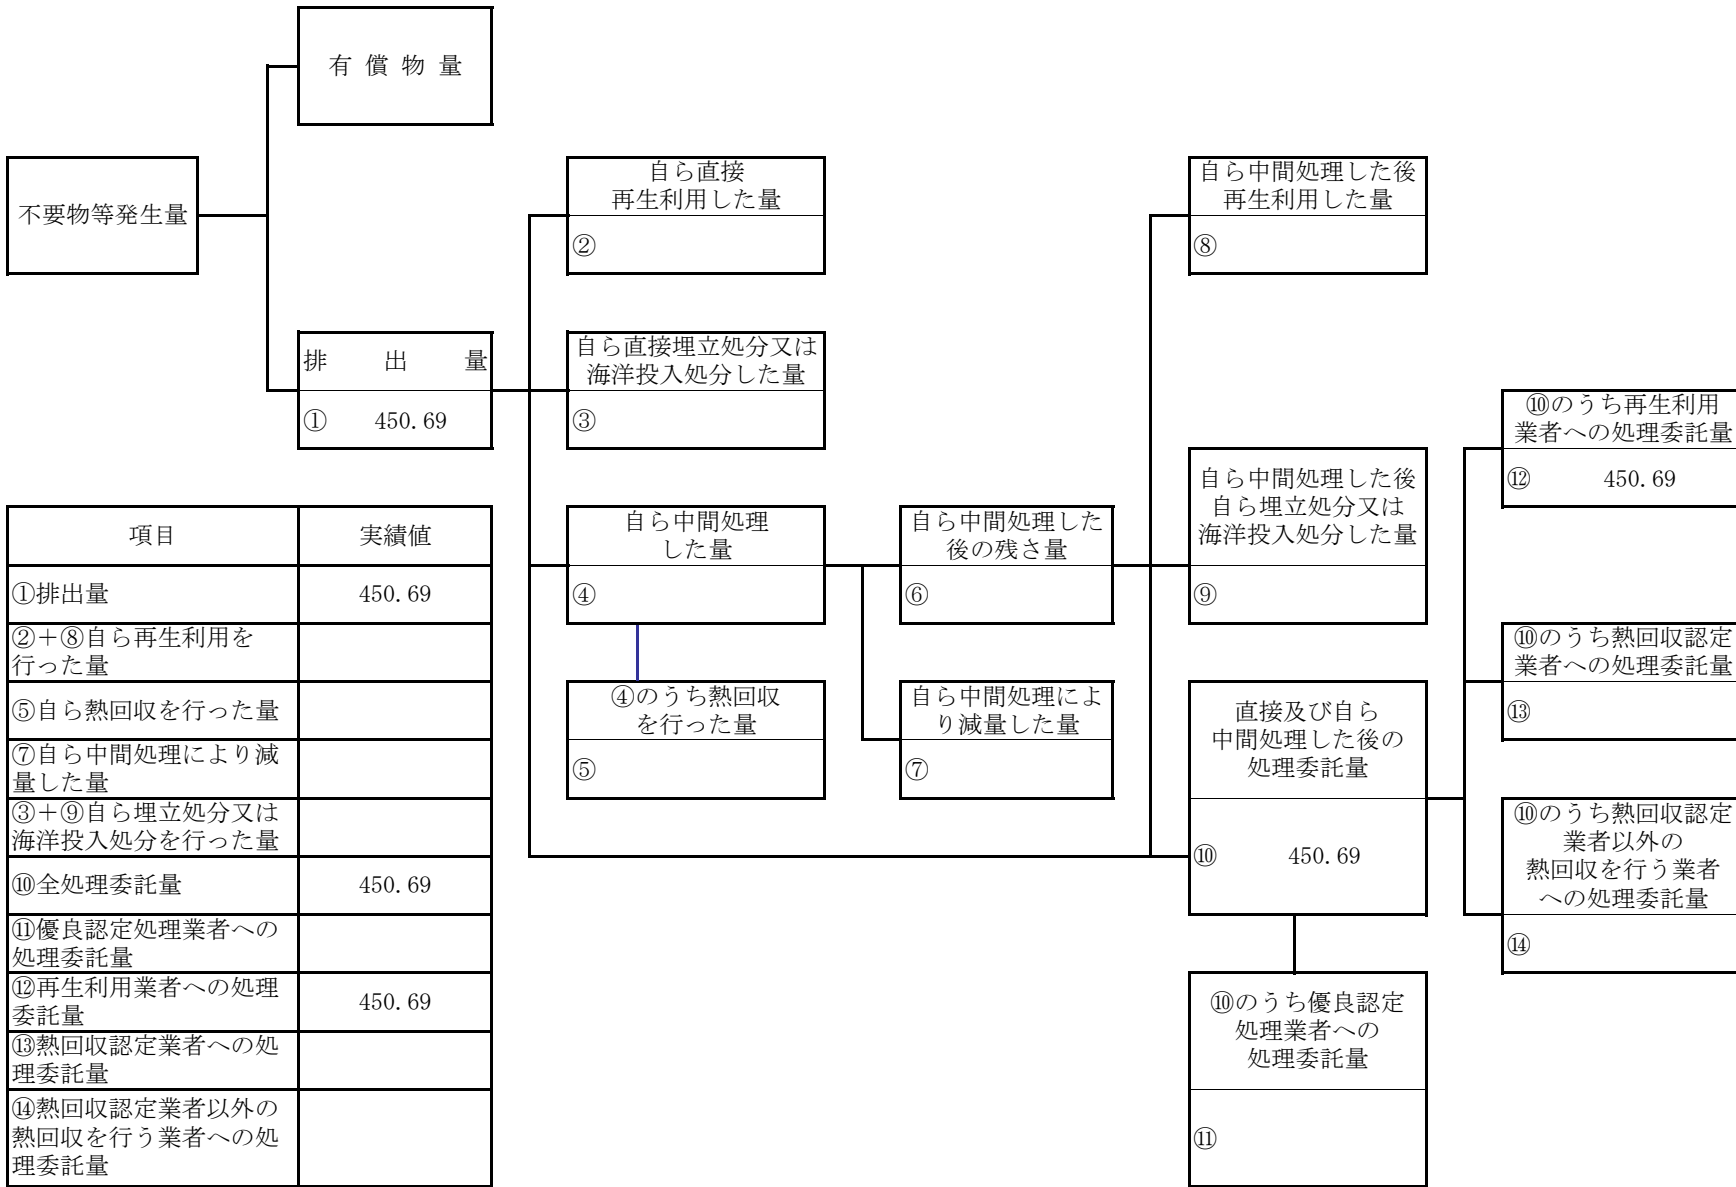 有償物量
不要物等発生量
排出量
① 450.69
自ら直接
再生利用した量
②
自ら直接埋立処分又は
海洋投入処分した量
③
自ら中間処理
した量
④
④のうち熱回収
を行った量
⑤
自ら中間処理した
後の残さ量
⑥
自ら中間処理によ
り減量した量
⑦
自ら中間処理した後
再生利用した量
⑧
自ら中間処理した後
自ら埋立処分又は
海洋投入処分した量
⑨
直接及び自ら
中間処理した後の
処理委託量
⑩ 450.69
⑩のうち優良認定
処理業者への
処理委託量
⑪
⑩のうち再生利用
業者への処理委託量
⑫ 450.69
⑩のうち熱回収認定
業者への処理委託量
⑬
⑩のうち熱回収認定
業者以外の
熱回収を行う業者
への処理委託量
⑭
項目 実績値
①排出量 450.69
②+⑧自ら再生利用を
行った量
⑤自ら熱回収を行った量
⑦自ら中間処理により減
量した量
③+⑨自ら埋立処分又は
海洋投入処分を行った量
⑩全処理委託量 450.69
⑪優良認定処理業者への
処理委託量
⑫再生利用業者への処理
委託量 450.69
⑬熱回収認定業者への処
理委託量
⑭熱回収認定業者以外の
熱回収を行う業者への処
理委託量